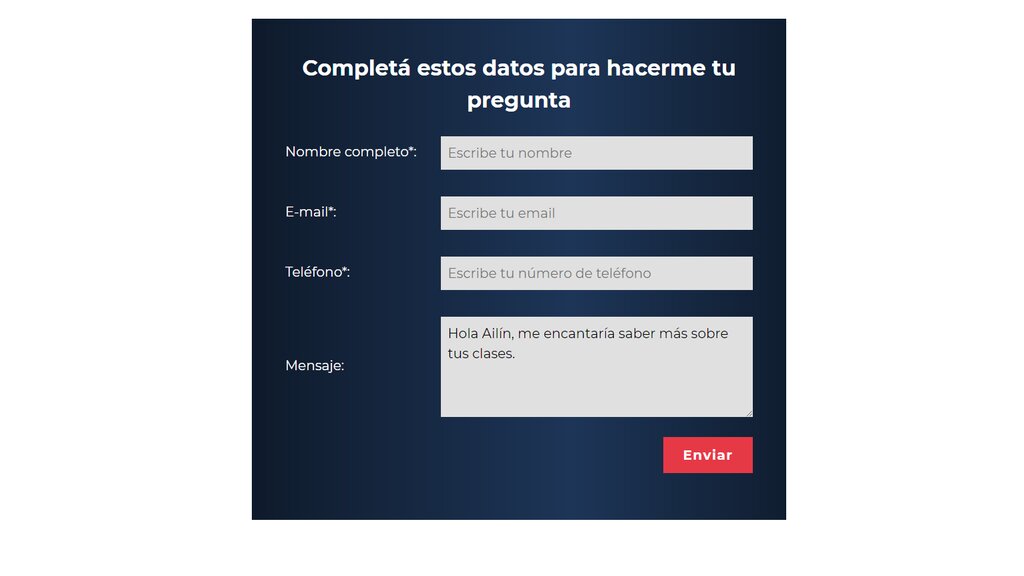 Completá estos datos para hacerme tu
pregunta
Nombre completo*:
Escribe tu nombre
E-mail*:
Escribe tu email
Teléfono*:
Escribe tu número de teléfono
Mensaje:
Hola Ailín, me encantaría saber más sobre
tus clases.
Enviar